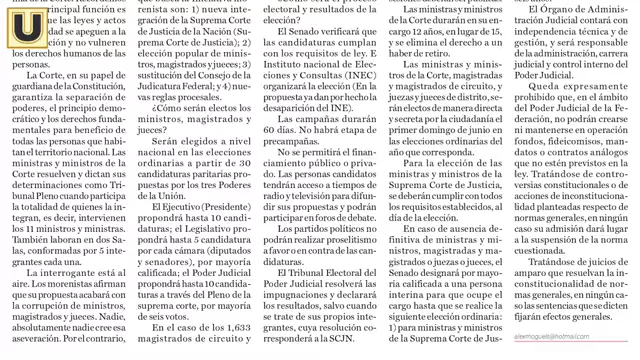 principal función es
que las leyes y actos
idad se apeguen a la
ción y no vulneren
los derechos humanos de las
personas.
La Corte, en su papel de
guardiana de la Constitución,
garantiza la separación de
poderes, el principio demo-
crático y los derechos funda-
mentales para beneficio de
todas las personas que habi-
tan el territorio nacional. Las
ministras y ministros de la
Corte resuelven y dictan sus
determinaciones como Tri-
bunal Pleno cuando participa
la totalidad de quienes la in-
tegran, es decir, intervienen
los 11 ministros y ministras.
También laboran en dos Sa-
las, conformadas por 5 inte-
grantes cada una.
La interrogante está al
aire. Los morenistas afirman
que su propuesta acabará con
la corrupción de ministros,
magistrados y jueces. Nadie,
absolutamente nadie cree esa
aseveración. Por el contrario,
renista son: 1) nueva inte-
gración de la Suprema Corte
de Justicia de la Nación (Su-
prema Corte de Justicia); 2)
elección popular de minis-
tros, magistrados y jueces; 3)
sustitución del Consejo de la
Judicatura Federal; y 4) nue-
vas reglas procesales.
¿Cómo serán electos los
ministros, magistrados y
jueces?
Serán elegidos a nivel
nacional en las elecciones
ordinarias a partir de 30
candidaturas paritarias pro-
puestas por los tres Poderes
de la Unión.
El Ejecutivo (Presidente)
propondrá hasta 10 candida-
turas; el Legislativo propo-
ndrá hasta 5 candidatura
por cada cámara (diputados
y senadores), por mayoría
calificada; el Poder Judicial
propondrá hasta 10 candidatu-
ras a través del Pleno de la
suprema corte, por mayoría
de seis votos.
En el caso de los 1,633
magistrados de circuito y
electoral y resultados de la
elección?
El Senado verificará que
las candidaturas cumplan
con los requisitos de ley. E
Instituto nacional de Elec-
ciones y Consultas (INEC)
organizará la elección (En la
propuesta ya dan por hecho la
desaparición del INE).
Las campañas durarán
60 días. No habrá etapa de
precampañas.
No se permitirá el finan-
ciamiento público o priva-
do. Las personas candidatos
tendrán acceso a tiempos de
radio y televisión para difun-
dir sus propuestas y podrán
participar en foros de debate.
Los partidos políticos no
podrán realizar proselitismo
a favor o en contra de las can-
didaturas.
El Tribunal Electoral del
Poder Judicial resolverá las
impugnaciones y declarará
los resultados, salvo cuando
se trate de sus propios inte-
grantes, cuya resolución co-
rresponderá a la SCJN.
Las ministras y ministros
de la Corte durarán en su en-
cargo 12 años, en lugar de 15,
y se elimina el derecho a un
haber de retiro.
Las ministras y minis-
tros de la Corte, magistradas
y magistrados de circuito, y
juezas y jueces de distrito, se-
rán electos de manera directa
y secreta por la ciudadanía el
primer domingo de junio en
las elecciones ordinarias del
año que corresponda.
Para la elección de las
ministras y ministros de la
Suprema Corte de Justicia,
se deberán cumplir con todos
los requisitos establecidos, al
día de la elección.
En caso de ausencia de-
finitiva de ministras y mi-
nistros, magistradas y ma-
gistrados o juezas o jueces, el
Senado designará por mayo-
ría calificada a una persona
interina para que ocupe el
cargo hasta que se realice la
siguiente elección ordinaria:
1) para ministras y ministros
de la Suprema Corte de Jus-
El Órgano de Adminis-
tración Judicial contará con
independencia técnica y de
gestión, y será responsable
de la administración, carrera
judicial y control interno del
Poder Judicial.
Queda expresamente
prohibido que, en el ámbito
del Poder Judicial de la Fe-
deración, no podrán crearse
ni mantenerse en operación
fondos, fideicomisos, man-
datos o contratos análogos
que no estén previstos en la
ley. Tratándose de contro-
versias constitucionales o de
acciones de inconstituciona-
lidad planteadas respecto de
normas generales, en ningún
caso su admisión dará lugar
a la suspensión de la norma
cuestionada.
Tratándose de juicios de
amparo que resuelvan la in-
constitucionalidad de nor-
mas generales, en ningún ca-
so las sentencias que se dicten
fijarán efectos generales.
alexmoguels@hotmail.com